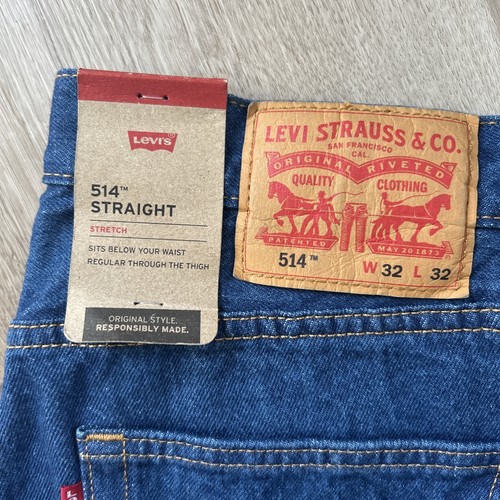 Levi's
514™
STRAIGHT
STRETCH
SITS BELOW YOUR WAIST
REGULAR THROUGH THE THIGH
ORIGINAL STYLE.
RESPONSIBLY MADE.
LEVI STRAUSS & CO.
SAN FRANCISCO
CAL.
ORIGINAL RIVETED
QUALITY CLOTHING
PATENTED MAY 20 1873
514™ W 32 L 32